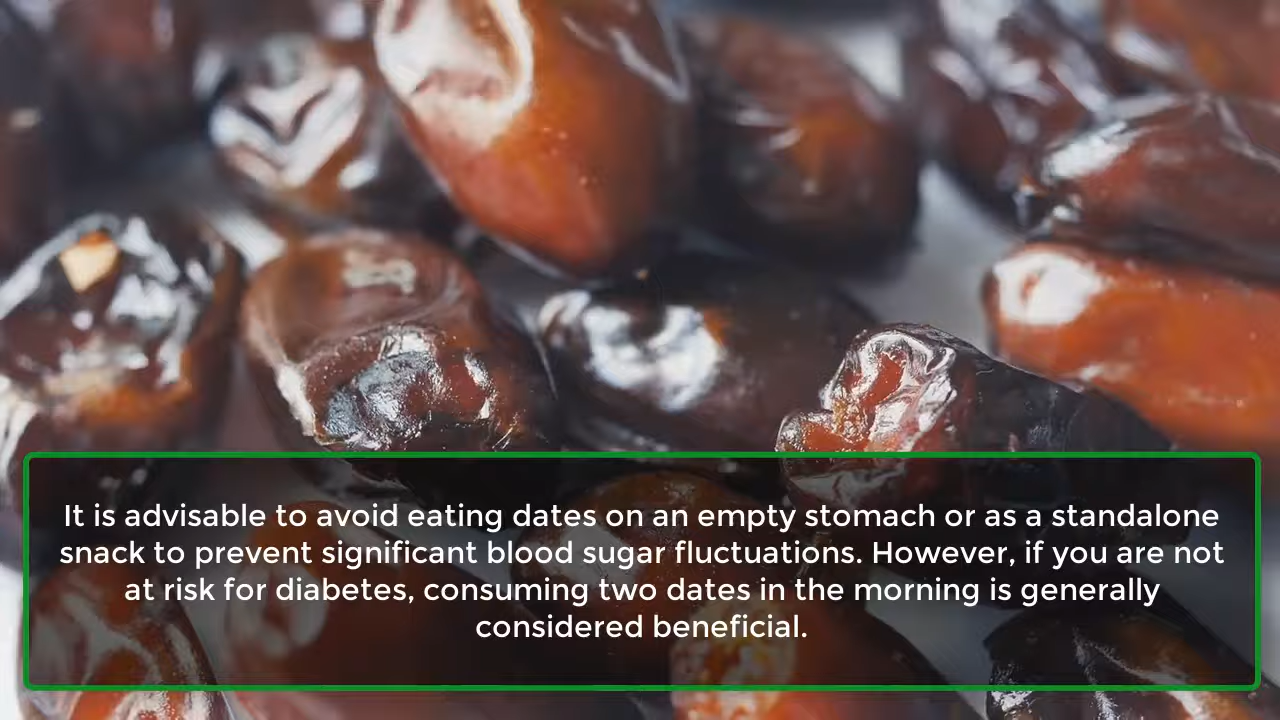 It is advisable to avoid eating dates on an empty stomach or as a standalone
snack to prevent significant blood sugar fluctuations. However, if you are not
at risk for diabetes, consuming two dates in the morning is generally
considered beneficial.